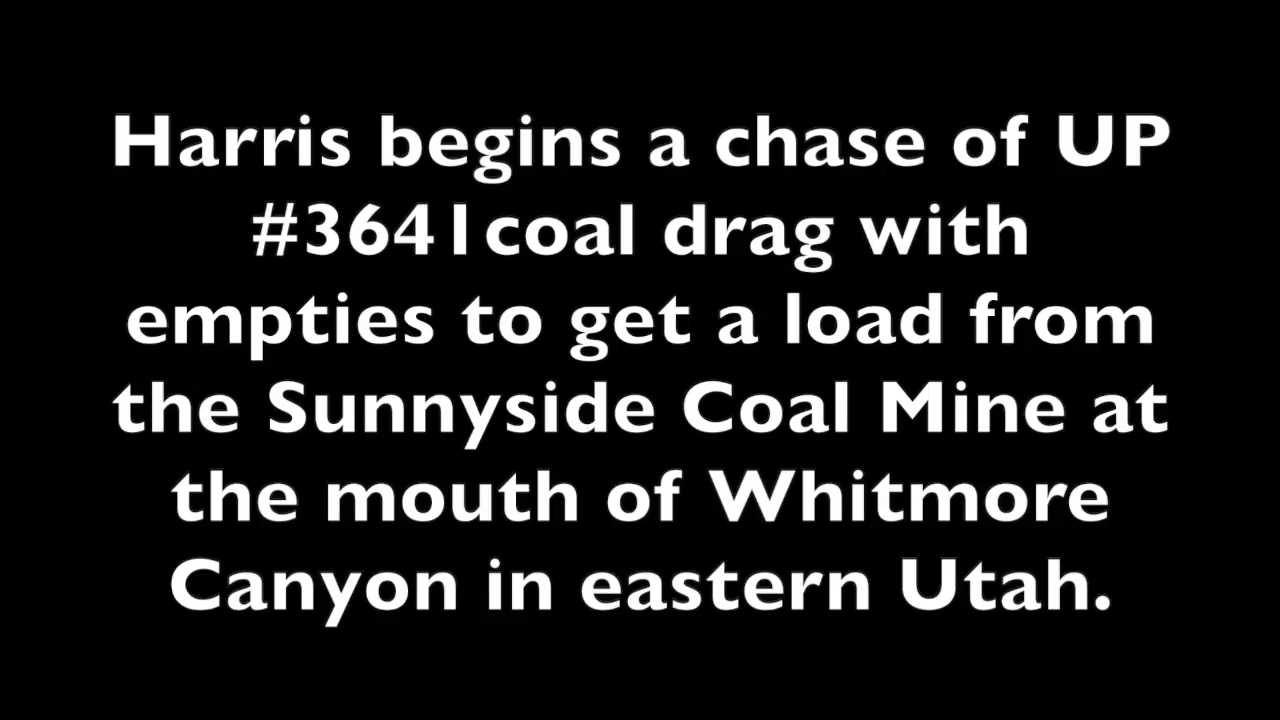 Harris begins a chase of UP
#3641coal drag with
empties to get a load from
the Sunnyside Coal Mine at
the mouth of Whitmore
Canyon in eastern Utah.